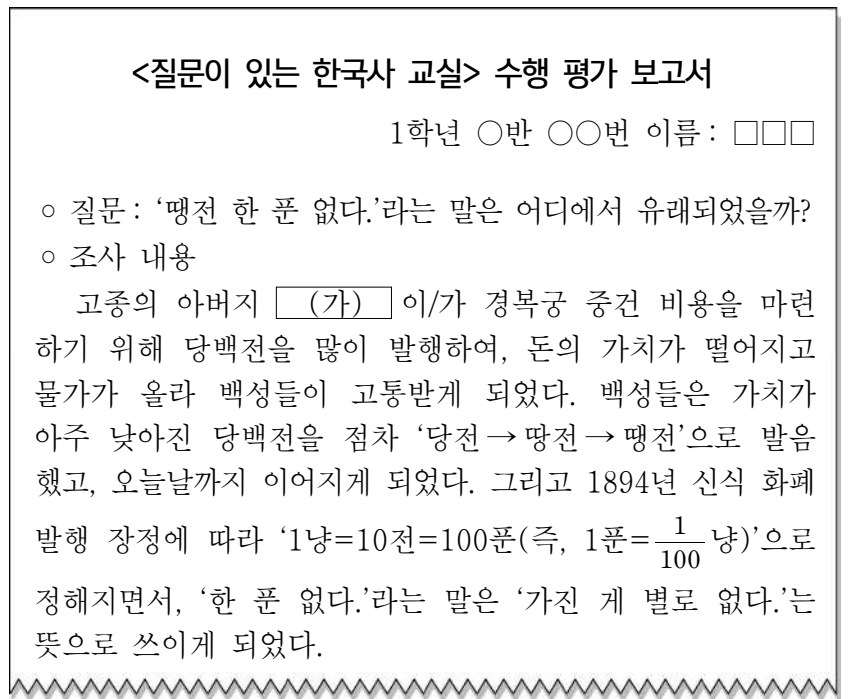 <질문이 있는 한국사 교실> 수행 평가 보고서
1학년 ○반 ○○번 이름 : □□□
○ 질문 : ‘땡전 한 푼 없다.’라는 말은 어디에서 유래되었을까?
○ 조사 내용
고종의 아버지 (가) 이/가 경복궁 중건 비용을 마련
하기 위해 당백전을 많이 발행하여, 돈의 가치가 떨어지고
물가가 올라 백성들이 고통받게 되었다. 백성들은 가치가
아주 낮아진 당백전을 점차 ‘당전→땅전→땡전’으로 발음
했고, 오늘날까지 이어지게 되었다. 그리고 1894년 신식 화폐
발행 장정에 따라 ‘1냥=10전=100푼(즉, 1푼=1/100 냥)’으로
정해지면서, ‘한 푼 없다.’라는 말은 ‘가진 게 별로 없다.’는
뜻으로 쓰이게 되었다.